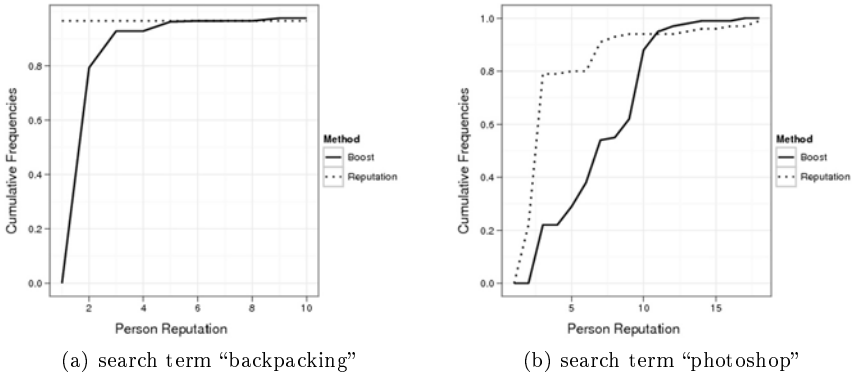 Cumulative Frequencies
0.8
0.6
0.4
0.2
0.0
2 4 6 8 10
Person Reputation
Method
Boost
Reputation
(a) search term “backpacking”
Cumulative Frequencies
1.0
0.8
0.6
0.4
0.2
0.0
5 10 15
Person Reputation
Method
Boost
Reputation
(b) search term “photoshop”